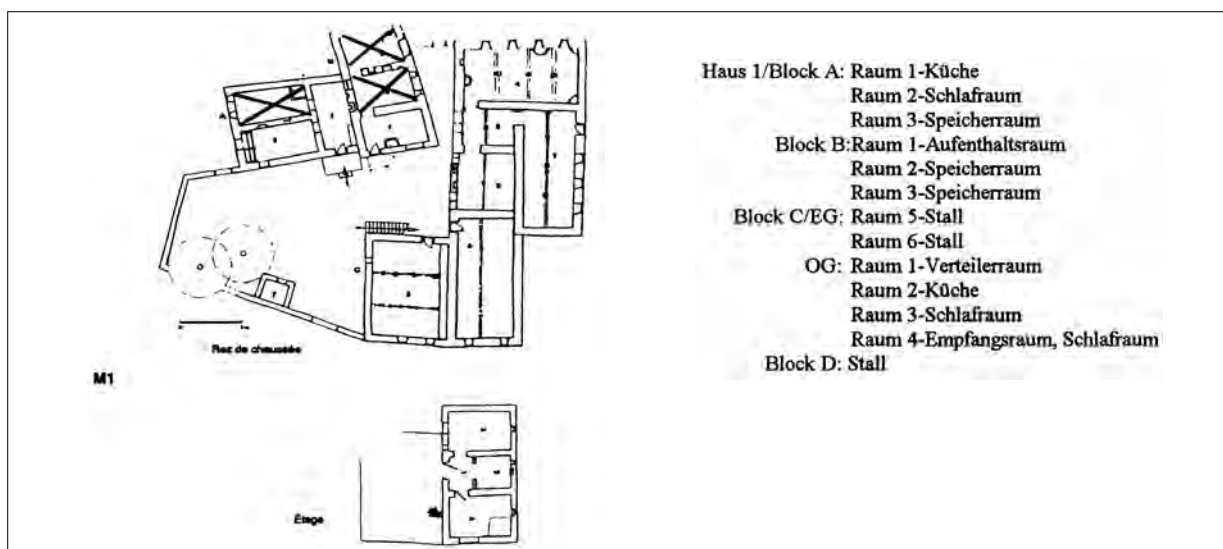 A
C
Rez de chaussée
M1
Étage
Haus 1/Block A: Raum 1-Küche
Raum 2-Schlafraum
Raum 3-Speicherraum
Block B:Raum 1-Aufenthaltsraum
Raum 2-Speicherraum
Raum 3-Speicherraum
Block C/EG: Raum 5-Stall
Raum 6-Stall
OG: Raum 1-Verteilerraum
Raum 2-Küche
Raum 3-Schlafraum
Raum 4-Empfangsraum, Schlafraum
Block D: Stall